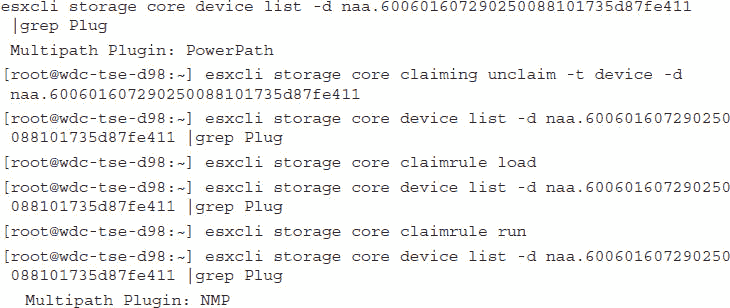 esxcli storage core device list -d naa.600601607290250088101735d87fe411
|grep Plug
Multipath Plugin: PowerPath
[root@wdc-tse-d98:~] esxcli storage core claiming unclaim -t device -d
naa.600601607290250088101735d87fe411
[root@wdc-tse-d98:~] esxcli storage core device list -d naa.600601607290250
088101735d87fe411 |grep Plug
[root@wdc-tse-d98:~] esxcli storage core claimrule load
[root@wdc-tse-d98:~] esxcli storage core device list -d naa.600601607290250
088101735d87fe411 |grep Plug
[root@wdc-tse-d98:~] esxcli storage core claimrule run
[root@wdc-tse-d98:~] esxcli storage core device list -d naa.600601607290250
088101735d87fe411 |grep Plug
Multipath Plugin: NMP